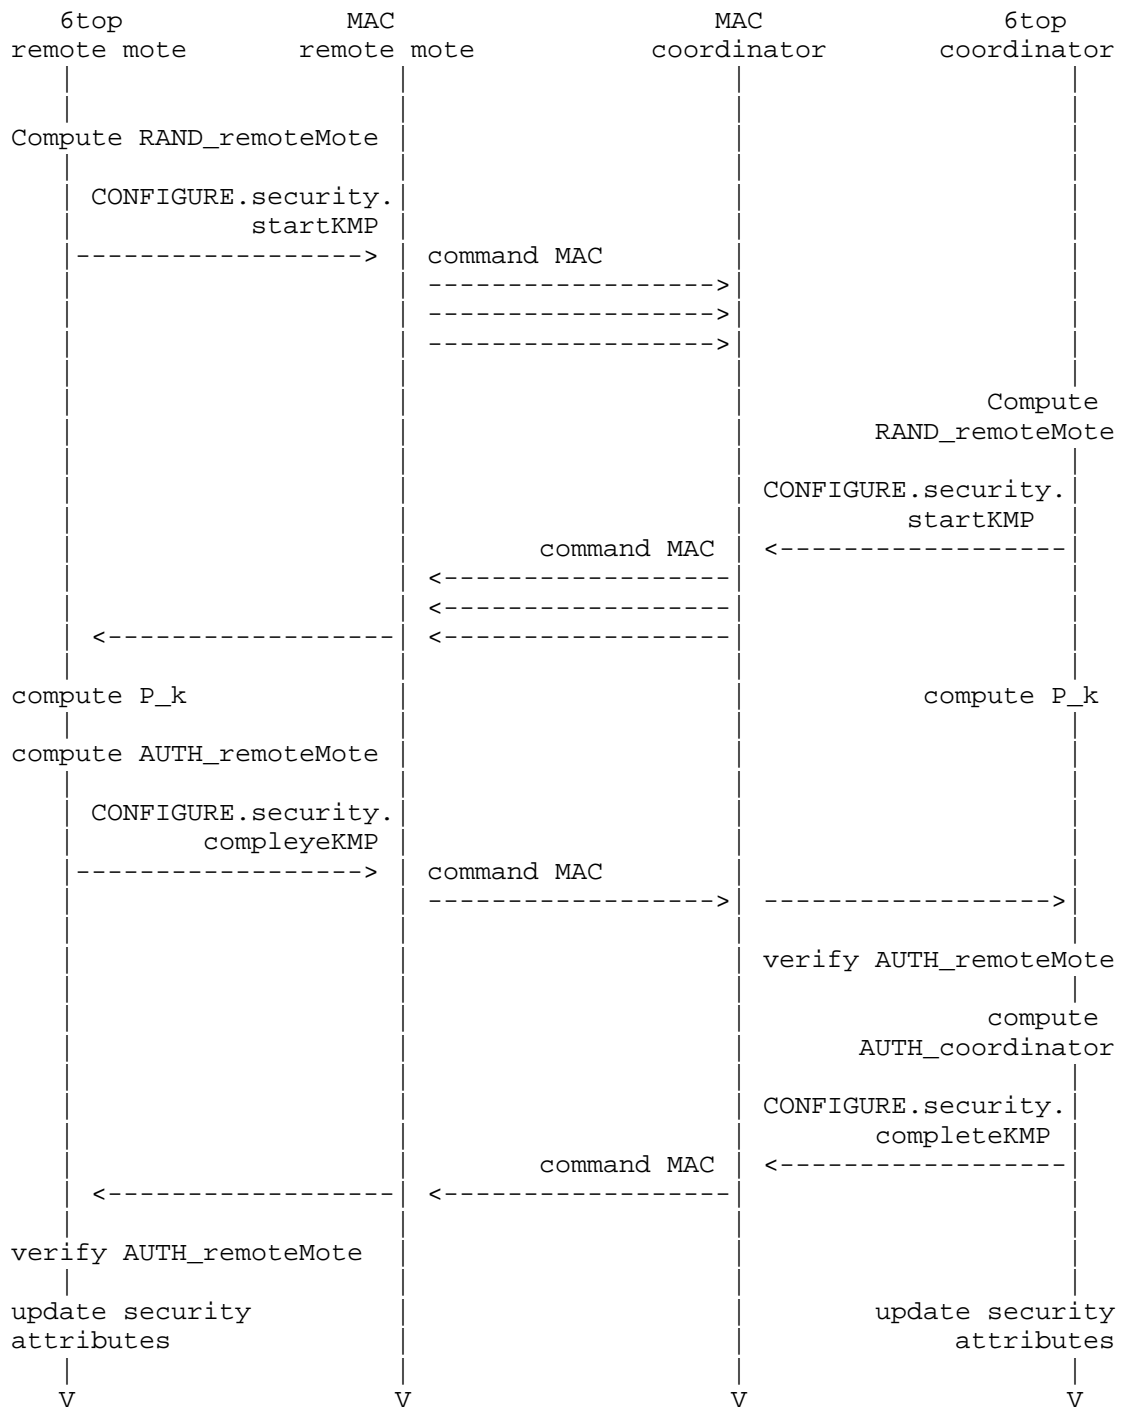 6top MAC MAC 6top
remote mote remote mote coordinator coordinator
Compute RAND_remoteMote
CONFIGURE.security.
startKMP
command MAC
Compute
RAND_remoteMote
CONFIGURE.security.
startKMP
command MAC
compute P_k compute P_k
compute AUTH_remoteMote
CONFIGURE.security.
compleyeKMP
command MAC
verify AUTH_remoteMote
compute
AUTH_coordinator
CONFIGURE.security.
completeKMP
command MAC
verify AUTH_remoteMote
update security update security
attributes attributes
V V V V